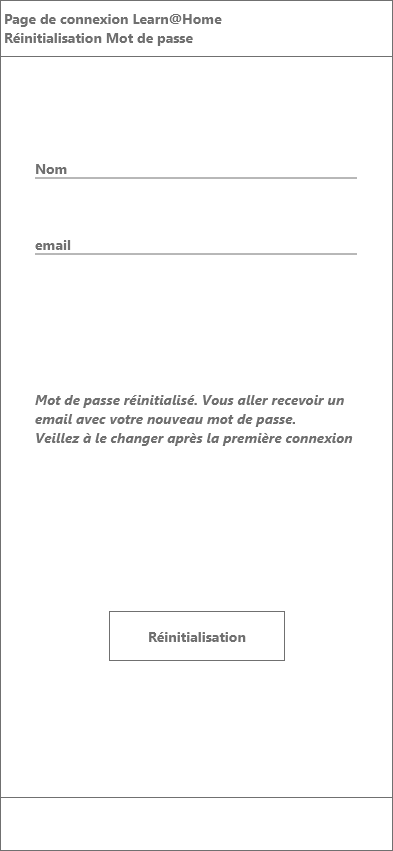 Page de connexion Learn@Home
Réinitialisation Mot de passe
Nom
email
Mot de passe réinitialisé. Vous aller recevoir un
email avec votre nouveau mot de passe.
Veillez à le changer après la première connexion
Réinitialisation